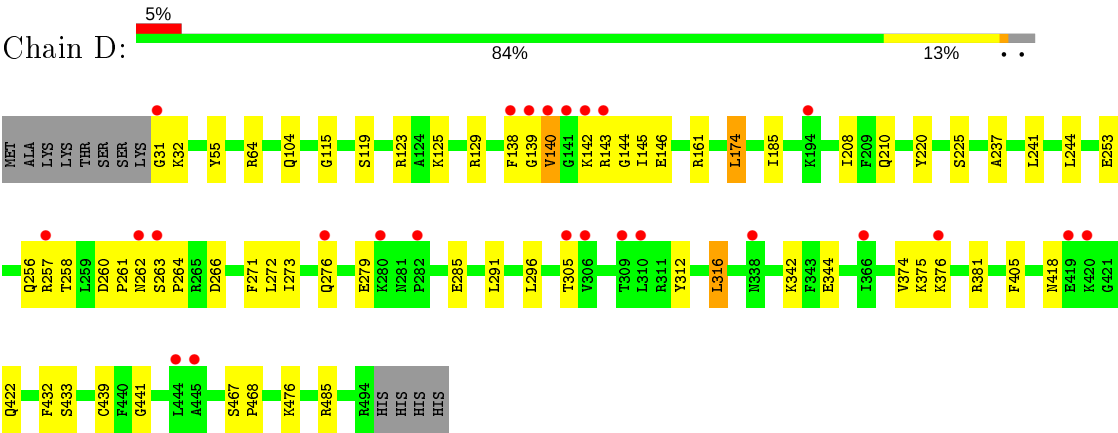 5%
Chain D:
84%
13%
MET ALA LYS LYS THR SER SER LYS G31 K32 Y55 R64 Q104 G115 S119 R123 A124 K125 R129 F138 G139 V140 G141 K142 R143 G144 I145 E146 R161 L174 I185 K194 I208 F209 Q210 Y220 S225 A237 L241 L244 E253
Q256 R257 T258 L259 D260 P261 N262 S263 P264 R265 D266 F271 L272 I273 Q276 E279 K280 N281 P282 E285 L291 L296 T305 V306 T309 L310 R311 Y312 L316 N338 K342 F343 E344 I366 V374 K375 K376 R381 F405 N418 E419 K420 G421
Q422 F432 S433 C439 F440 G441 L444 A445 S467 P468 K476 R485 R494 HIS HIS HIS HIS